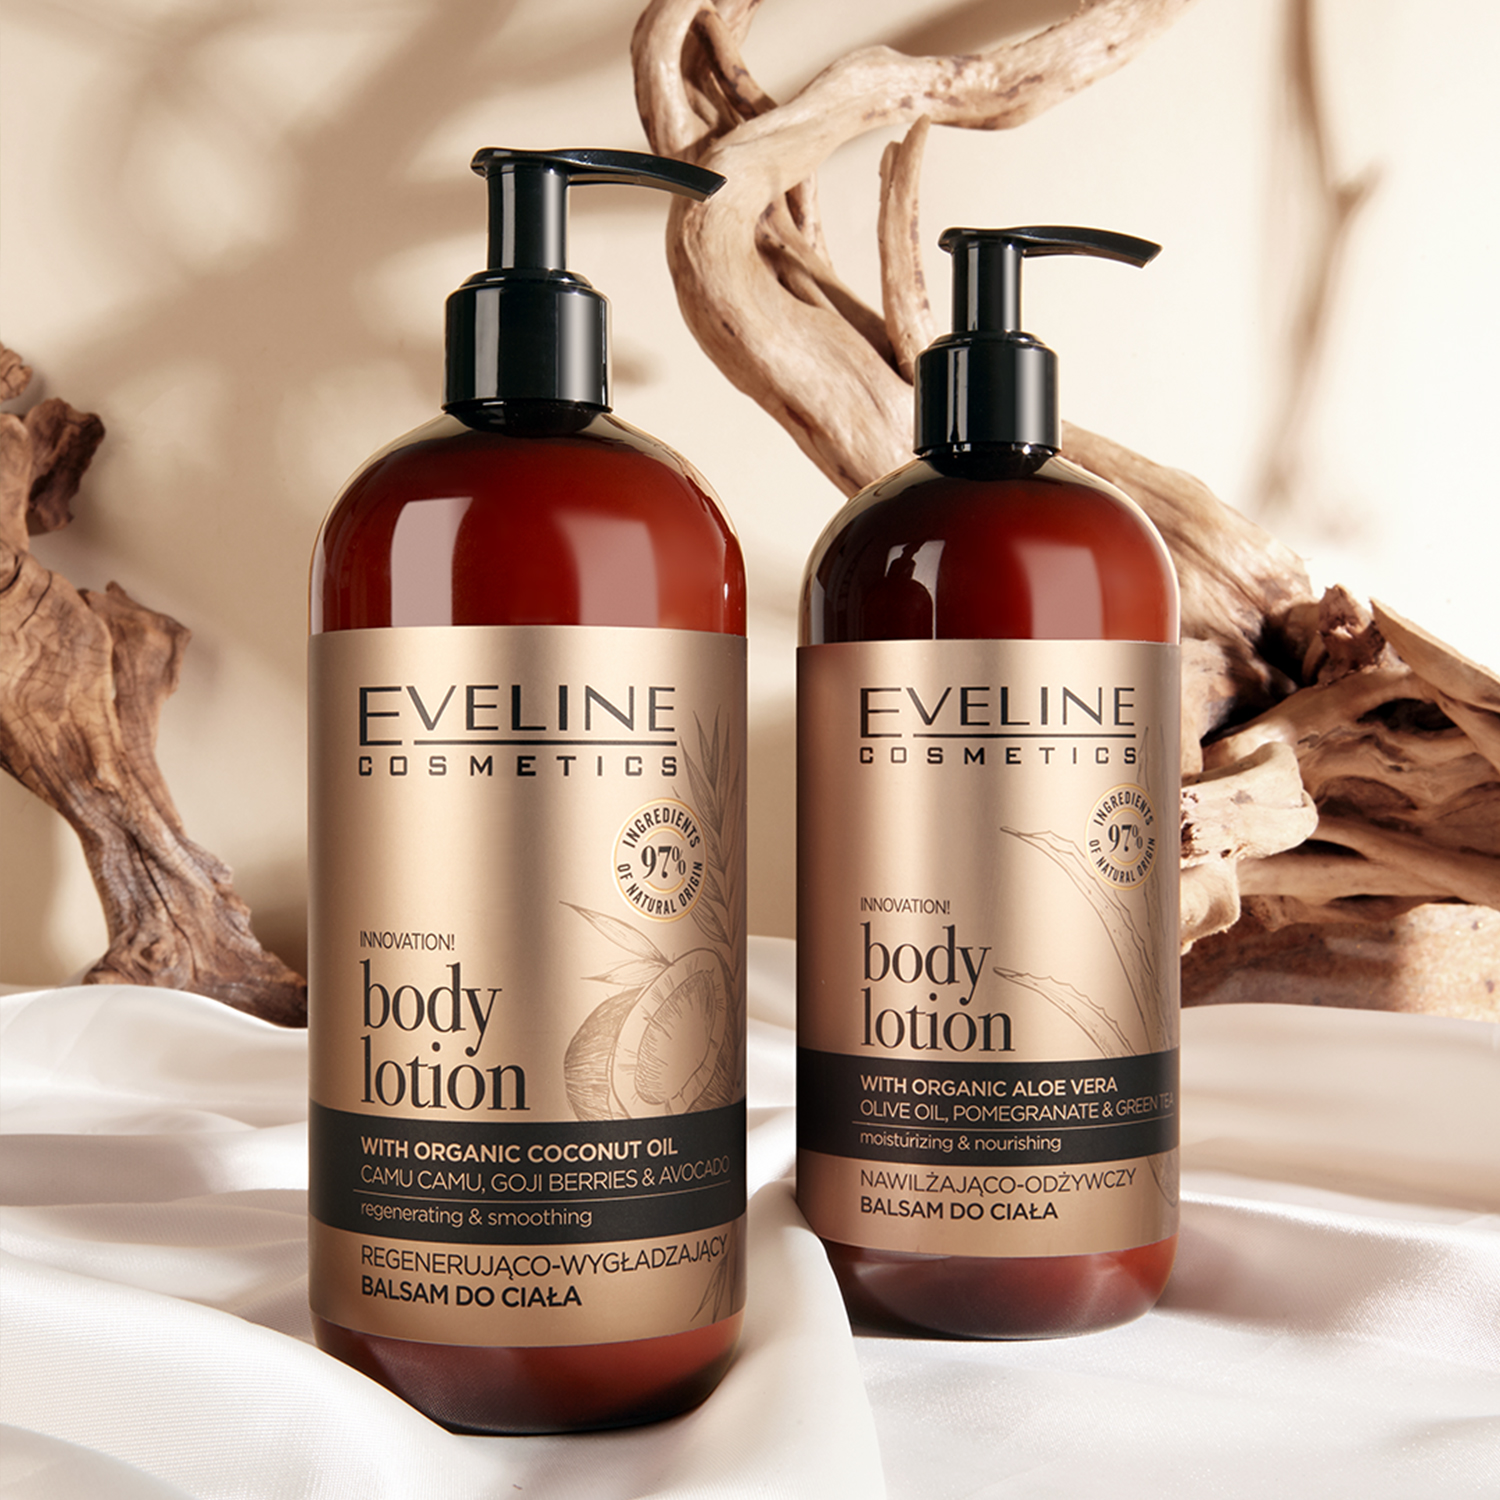 EVELINE
COSMETICS
INGREDIENTS
97%
OF NATURAL ORIGIN
INNOVATION!
body
lotion
WITH ORGANIC COCONUT OIL
CAMU CAMU, GOJI BERRIES & AVOCADO
regenerating & smoothing
REGENERUJĄCO-WYGŁADZAJĄCY
BALSAM DO CIAŁA
EVELINE
COSMETICS
INGREDIENTS
97%
OF NATURAL ORIGIN
INNOVATION!
body
lotion
WITH ORGANIC ALOE VERA
OLIVE OIL, POMEGRANATE & GREEN TEA
moisturizing & nourishing
NAWILŻAJĄCO-ODŻYWCZY
BALSAM DO CIAŁA